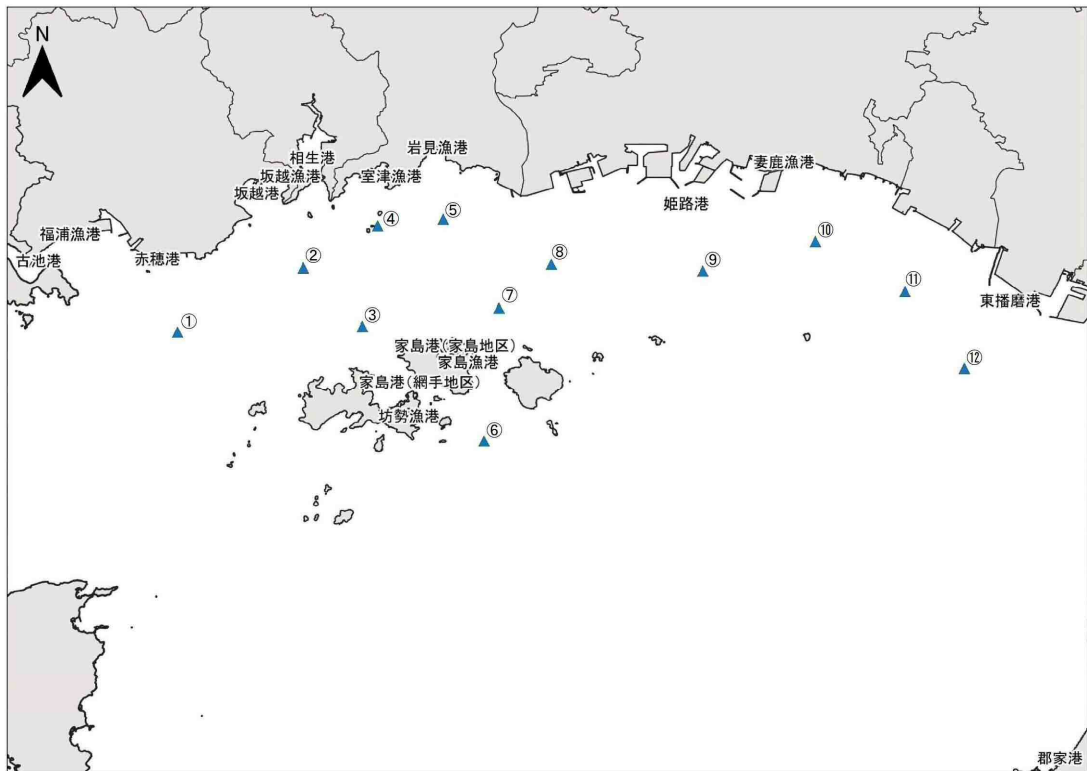 N
岩見漁港
相生港
坂越漁港
室津漁港
妻鹿漁港
坂越港
姫路港
④
⑤
福浦漁港
⑩
古池港
赤穂港
②
⑧
⑨
⑪
東播磨港
⑦
①
③
家島港(家島地区)
家島漁港
⑫
家島港(網手地区)
坊勢漁港
⑥
郡家港